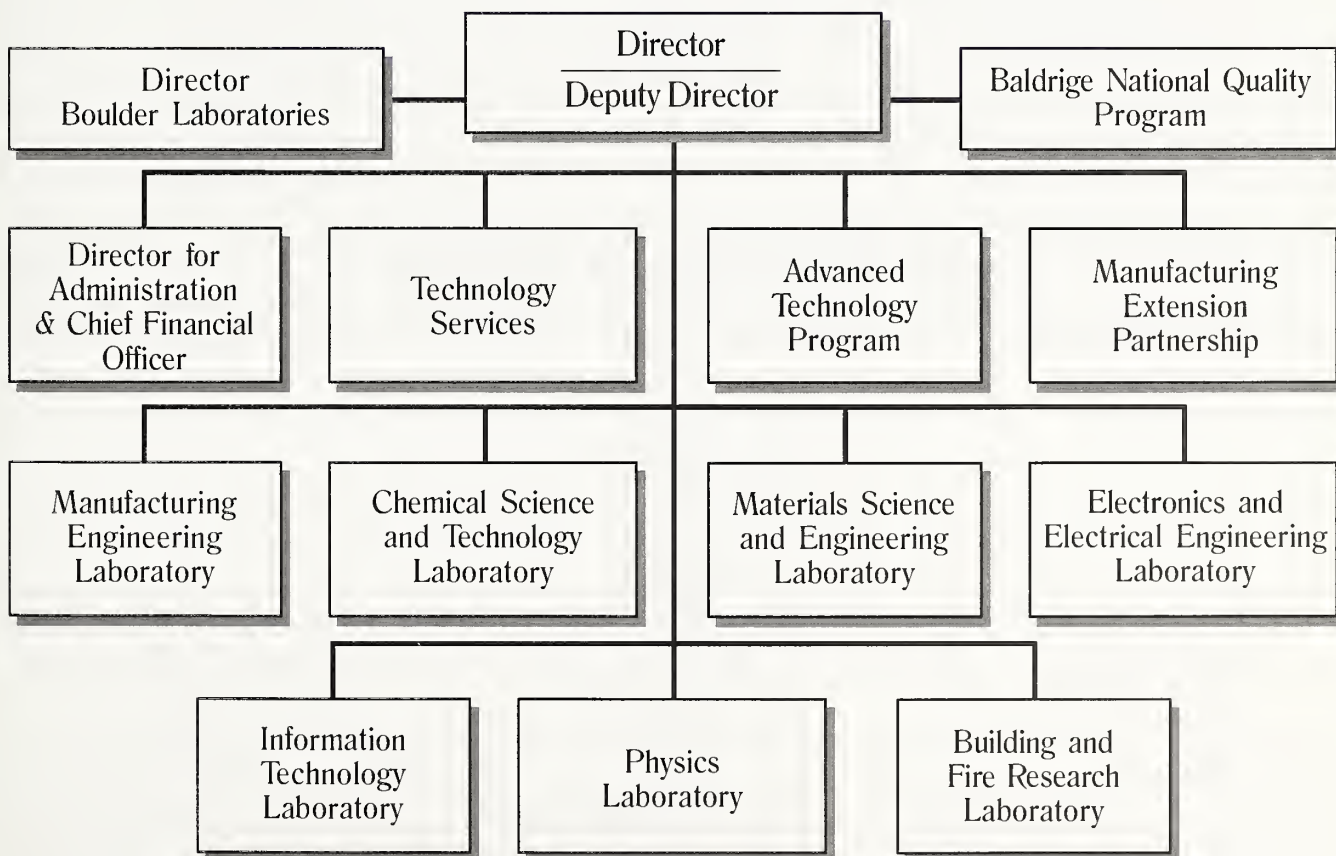 Director
Deputy Director
Director
Boulder Laboratories
Baldrige National Quality
Program
Director for
Administration
& Chief Financial
Officer
Technology
Services
Advanced
Technology
Program
Manufacturing
Extension
Partnership
Manufacturing
Engineering
Laboratory
Chemical Science
and Technology
Laboratory
Materials Science
and Engineering
Laboratory
Electronics and
Electrical Engineering
Laboratory
Information
Technology
Laboratory
Physics
Laboratory
Building and
Fire Research
Laboratory